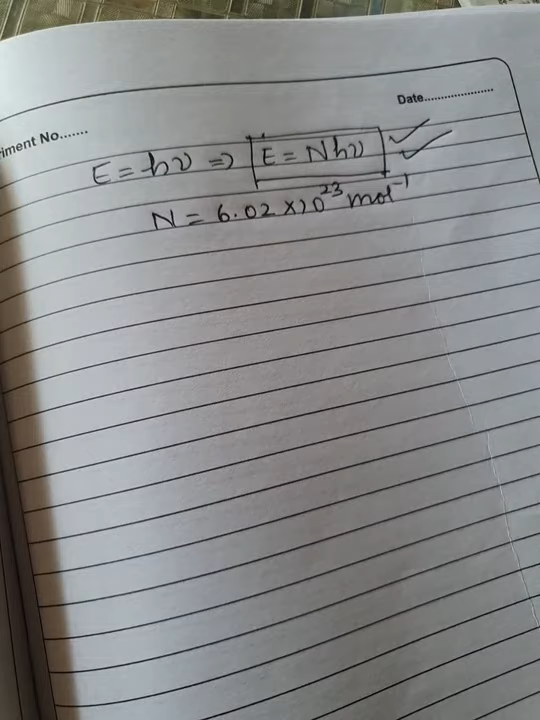 Date.....................
riment No.......
E = hν ⇒ E = Nhν
N = 6.02 × 10²³ mol⁻¹